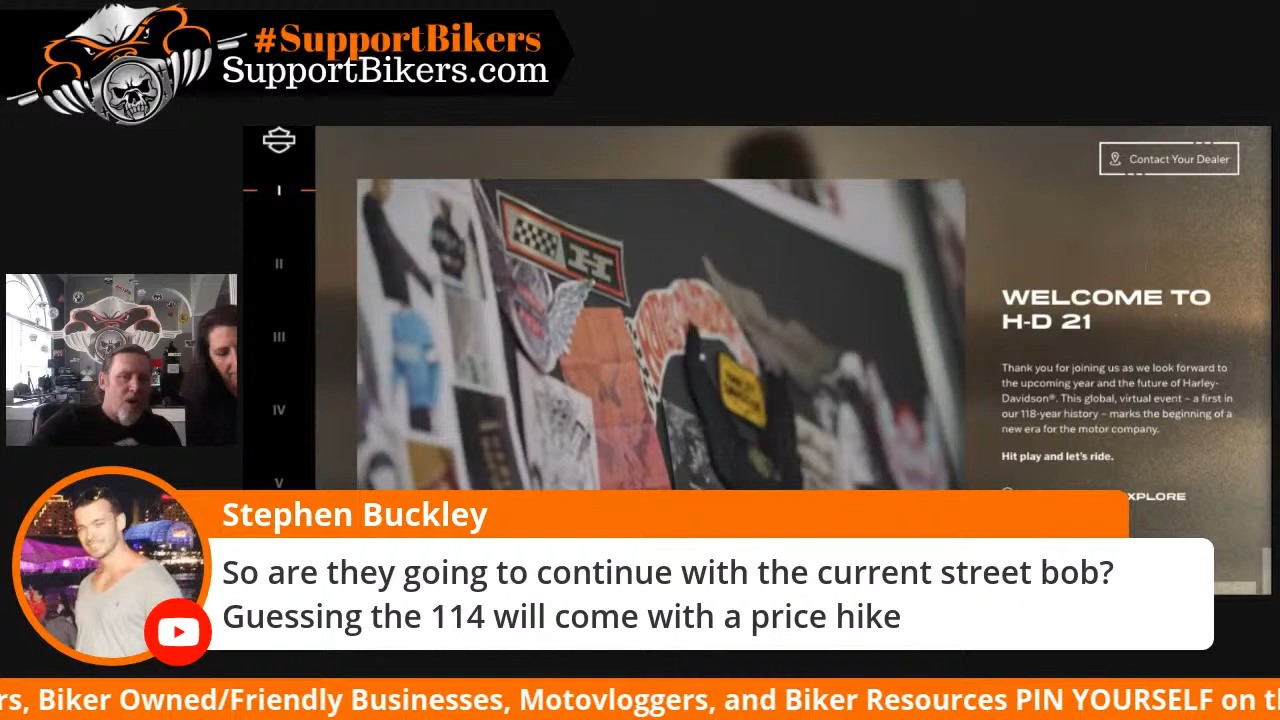 #SupportBikers
SupportBikers.com
Contact Your Dealer
I
II
III
IV
V
H
WELCOME TO
H-D 21
Thank you for joining us as we look forward to
the upcoming year and the future of Harley-
Davidson®. This global, virtual event – a first in
our 118-year history – marks the beginning of a
new era for the motor company.
Hit play and let's ride.
XPLORE
Stephen Buckley
So are they going to continue with the current street bob?
Guessing the 114 will come with a price hike
rs, Biker Owned/Friendly Businesses, Motovloggers, and Biker Resources PIN YOURSELF on th